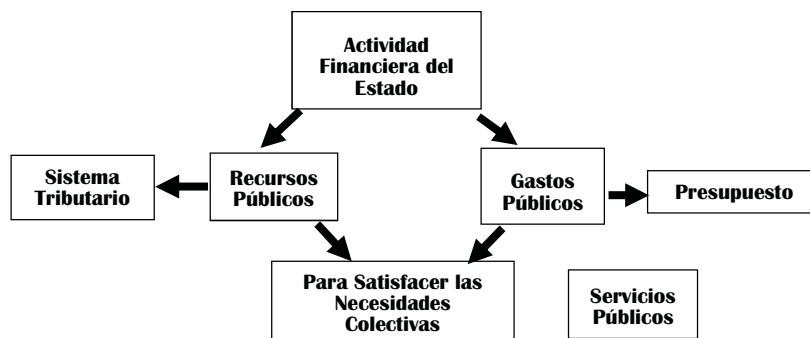 Actividad
Financiera del
Estado
Sistema
Tributario
Recursos
Públicos
Gastos
Públicos
Presupuesto
Para Satisfacer las
Necesidades
Colectivas
Servicios
Públicos